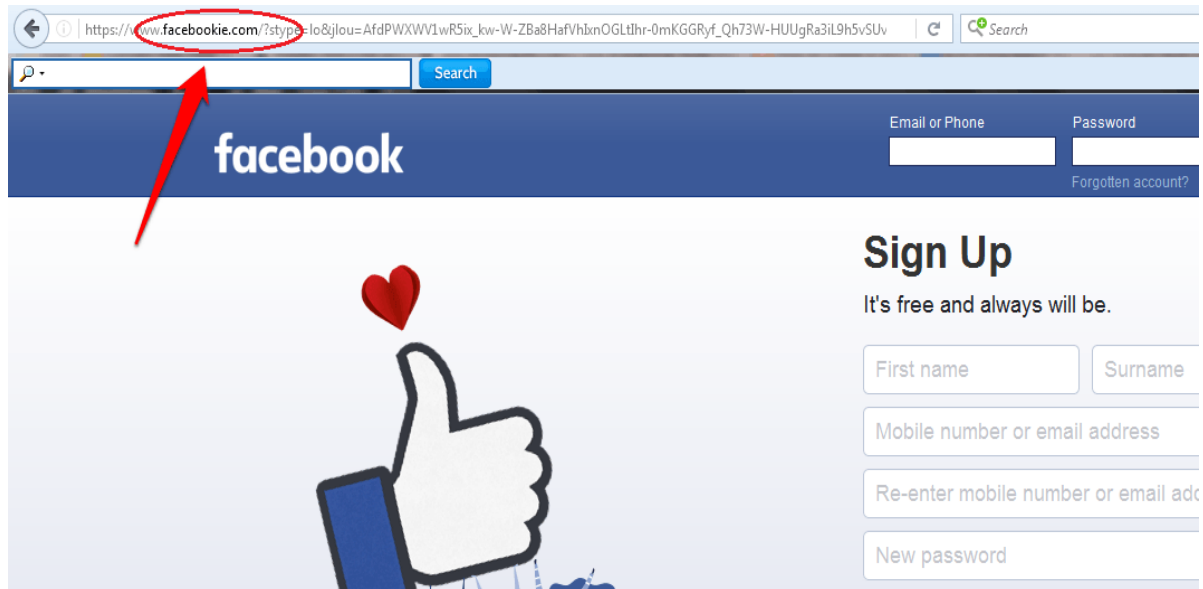 https://www.facebookie.com/?stype=lo&jlou=AfdPWXWV1wR5ix_kw-W-ZBa8HafVhIxnOGLtIhr-0mKGGRyf_Qh73W-HUUgRa3iL9h5vSUv
Search
Search
Email or Phone
Password
facebook
Forgotten account?
Sign Up
It's free and always will be.
First name
Surname
Mobile number or email address
Re-enter mobile number or email add
New password